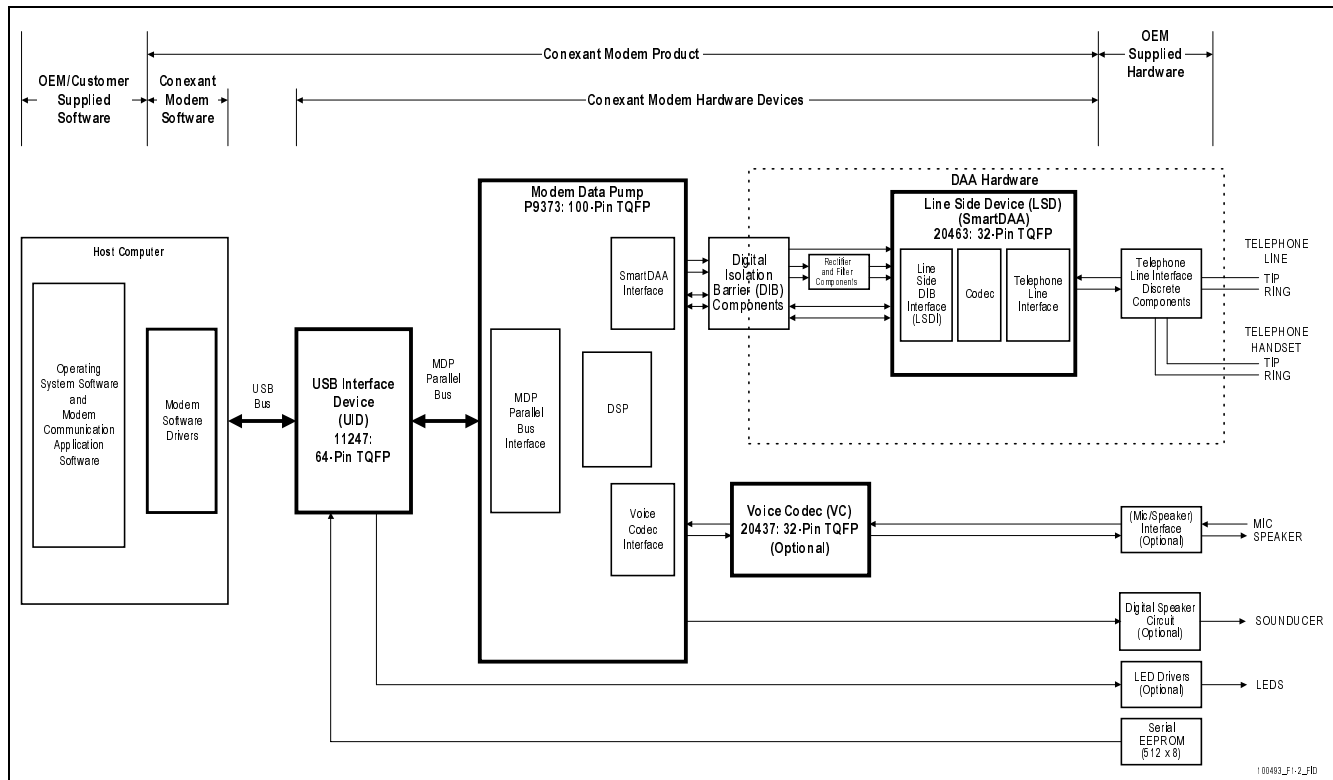 Conexant Modem Product
OEM
Supplied
Hardware
OEM/Customer
Supplied
Software
Conexant
Modem
Software
Conexant Modem Hardware Devices
Modem Data Pump
P9373: 100-Pin TQFP
DAA Hardware
Line Side Device (LSD)
(SmartDAA)
20463: 32-Pin TQFP
Host Computer
SmartDAA
Interface
Digital
Isolation
Barrier (DIB)
Components
Rectifier
and Filter
Components
Line
Side
DIB
Interface
(LSDI)
Codec
Telephone
Line
Interface
Telephone
Line Interface
Discrete
Components
TELEPHONE
LINE
TIP
RING
TELEPHONE
HANDSET
TIP
RING
Operating
System Software
and
Modem
Communication
Application
Software
Modem
Software
Drivers
USB
Bus
USB Interface
Device
(UID)
11247:
64-Pin TQFP
MDP
Parallel
Bus
MDP
Parallel
Bus
Interface
DSP
Voice
Codec
Interface
Voice Codec (VC)
20437: 32-Pin TQFP
(Optional)
(Mic/Speaker)
Interface
(Optional)
MIC
SPEAKER
Digital Speaker
Circuit
(Optional)
SOUNDUCER
LED Drivers
(Optional)
LEDS
Serial
EEPROM
(512 x 8)
100493_F1-2_FID